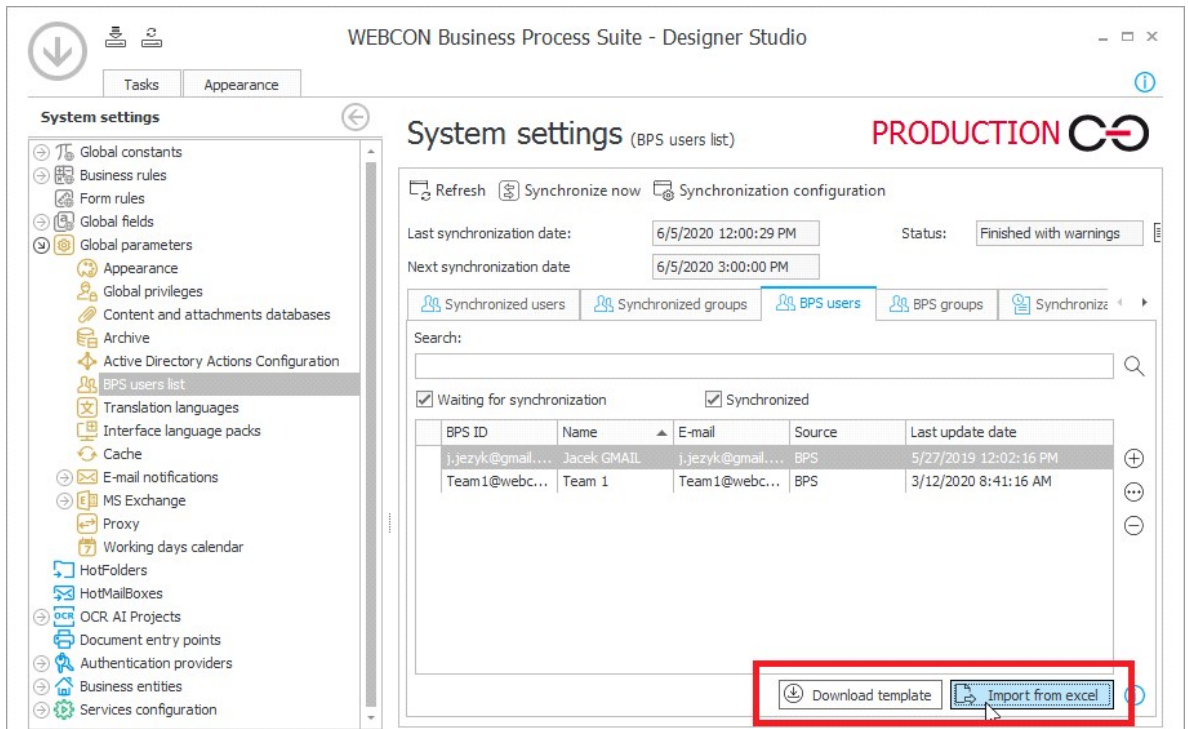 WEBCON Business Process Suite - Designer Studio
Tasks Appearance
System settings
Global constants
Business rules
Form rules
Global fields
Global parameters
Appearance
Global privileges
Content and attachments databases
Archive
Active Directory Actions Configuration
BPS users list
Translation languages
Interface language packs
Cache
E-mail notifications
MS Exchange
Proxy
Working days calendar
HotFolders
HotMailBoxes
OCR AI Projects
Document entry points
Authentication providers
Business entities
Services configuration
System settings (BPS users list)
PRODUCTION
Refresh Synchronize now Synchronization configuration
Last synchronization date: 6/5/2020 12:00:29 PM Status: Finished with warnings
Next synchronization date 6/5/2020 3:00:00 PM
Synchronized users Synchronized groups BPS users BPS groups Synchroniza
Search:
Waiting for synchronization Synchronized
BPS ID Name E-mail Source Last update date
j.jezyk@gmail.... Jacek GMAIL j.jezyk@gmail.... BPS 5/27/2019 12:02:16 PM
Team1@webc... Team 1 Team1@webc... BPS 3/12/2020 8:41:16 AM
Download template Import from excel